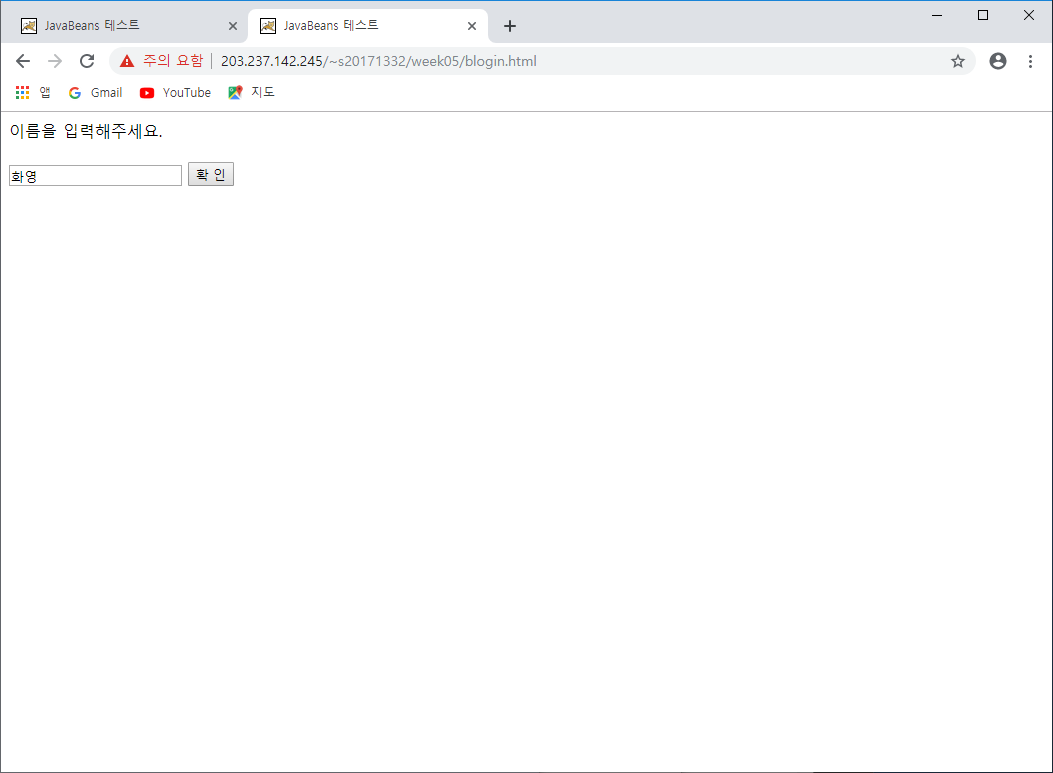 JavaBeans 테스트
JavaBeans 테스트
주의 요함 203.237.142.245/~s20171332/week05/blogin.html
앱 Gmail YouTube 지도
이름을 입력해주세요.
화영 확 인